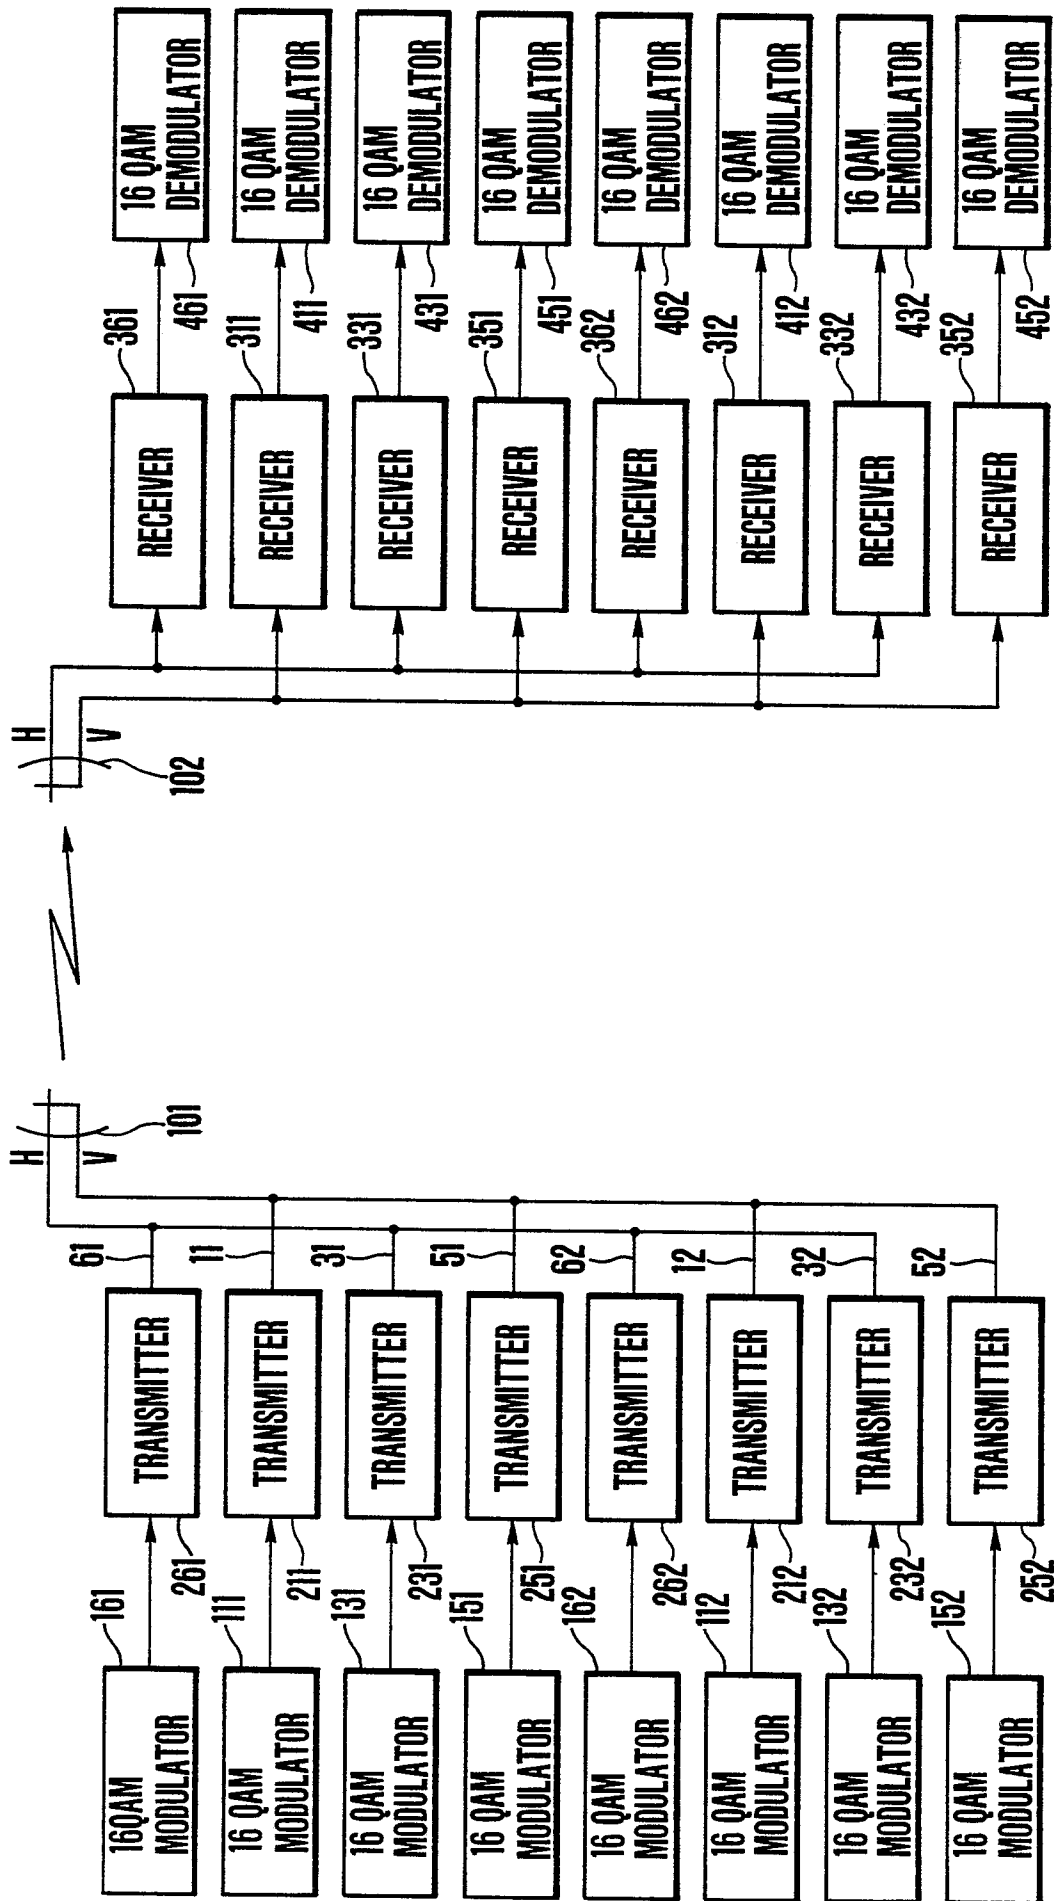 16QAM
MODULATOR
161
261
TRANSMITTER
61
16 QAM
MODULATOR
111
211
TRANSMITTER
11
16 QAM
MODULATOR
131
231
TRANSMITTER
31
16 QAM
MODULATOR
151
251
TRANSMITTER
51
16 QAM
MODULATOR
162
262
TRANSMITTER
62
16 QAM
MODULATOR
112
212
TRANSMITTER
12
16 QAM
MODULATOR
132
232
TRANSMITTER
32
16 QAM
MODULATOR
152
252
TRANSMITTER
52
H
V
101
H
V
102
RECEIVER
361
461
16 QAM
DEMODULATOR
RECEIVER
311
411
16 QAM
DEMODULATOR
RECEIVER
331
431
16 QAM
DEMODULATOR
RECEIVER
351
451
16 QAM
DEMODULATOR
RECEIVER
362
462
16 QAM
DEMODULATOR
RECEIVER
312
412
16 QAM
DEMODULATOR
RECEIVER
332
432
16 QAM
DEMODULATOR
RECEIVER
352
452
16 QAM
DEMODULATOR